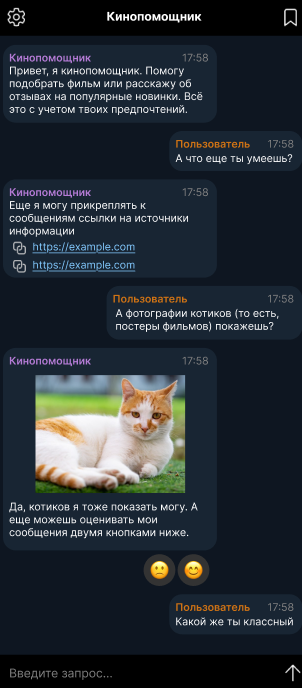 Кинопомощник
Кинопомощник 17:58
Привет, я кинопомощник. Помогу
подобрать фильм или расскажу об
отзывах на популярные новинки. Всё
это с учетом твоих предпочтений.
Пользователь 17:58
А что еще ты умеешь?
Кинопомощник 17:58
Еще я могу прикреплять к
сообщениям ссылки на источники
информации
https://example.com
https://example.com
Пользователь 17:58
А фотографии котиков (то есть,
постеры фильмов) покажешь?
Кинопомощник 17:58
Да, котиков я тоже показать могу. А
еще можешь оценивать мои
сообщения двумя кнопками ниже.
Пользователь 17:58
Какой же ты классный
Введите запрос...